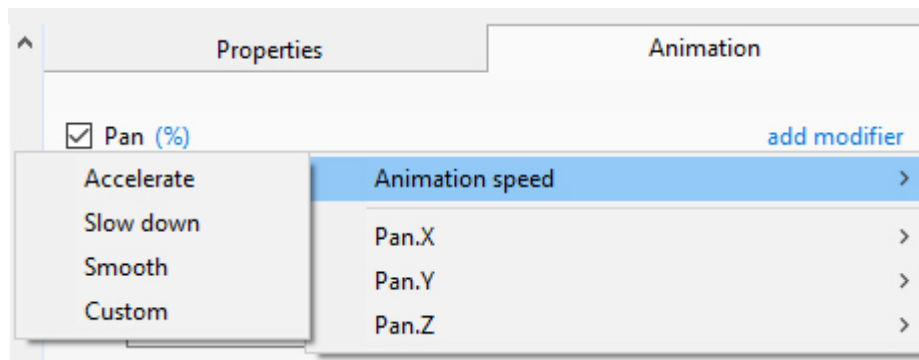 Properties Animation
Pan (%) add modifier
Accelerate Animation speed
Slow down Pan.X
Smooth Pan.Y
Custom Pan.Z